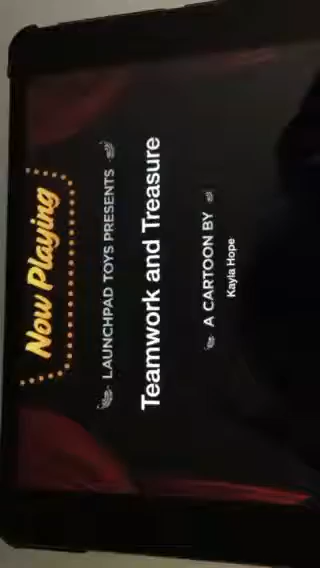 Now Playing
LAUNCHPAD TOYS PRESENTS
Teamwork and Treasure
A CARTOON BY
Kayla Hope